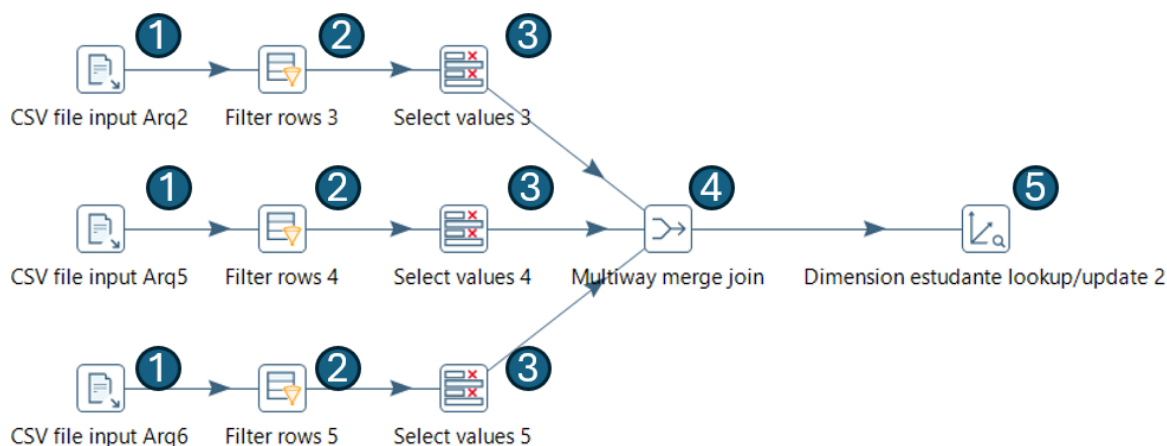 1 2 3
CSV file input Arq2 Filter rows 3 Select values 3
1 2 3 4 5
CSV file input Arq5 Filter rows 4 Select values 4 Multiway merge join Dimension estudante lookup/update 2
1 2 3
CSV file input Arq6 Filter rows 5 Select values 5